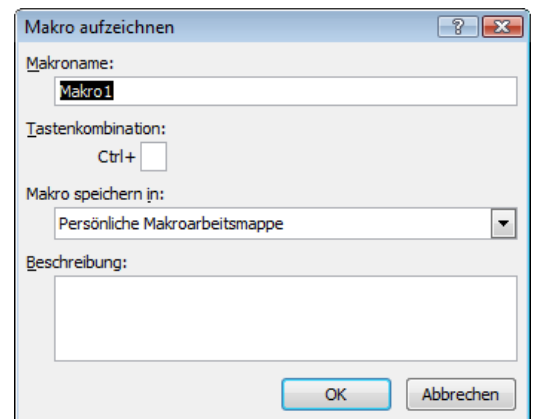 Makro aufzeichnen
Makroname:
Makro1
Tastenkombination:
Ctrl+
Makro speichern in:
Persönliche Makroarbeitsmappe
Beschreibung:
OK Abbrechen